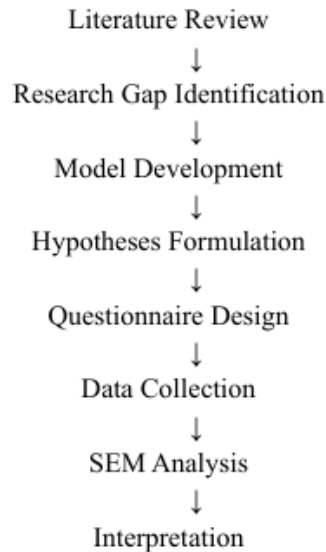 Literature Review
↓
Research Gap Identification
↓
Model Development
↓
Hypotheses Formulation
↓
Questionnaire Design
↓
Data Collection
↓
SEM Analysis
↓
Interpretation